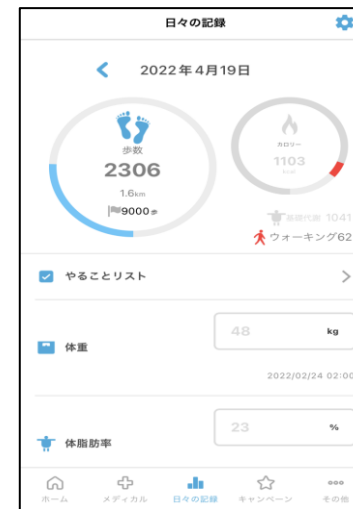 日々の記録
2022年4月19日
歩数
2306
1.6km
9000歩
カロリー
1103
kcal
基礎代謝 1041
ウォーキング62
やることリスト
体重
48
kg
2022/02/24 02:00
体脂肪率
23
%
ホーム
メディカル
日々の記録
キャンペーン
その他